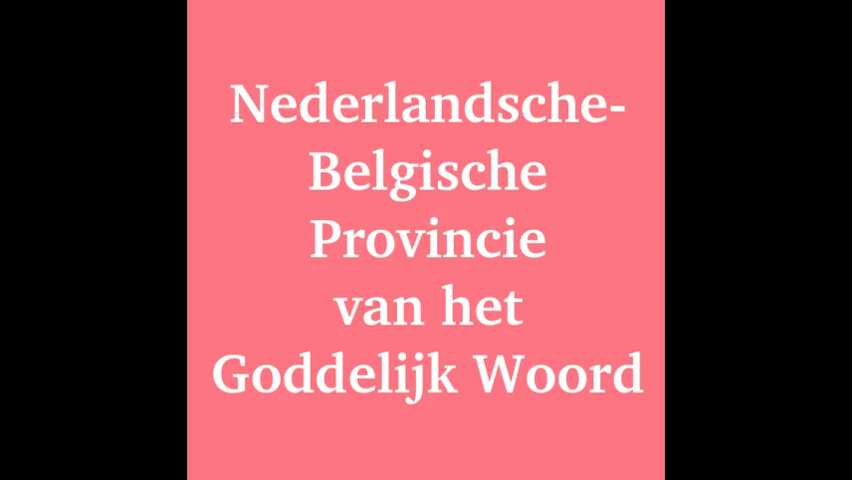 Nederlandsche-
Belgische
Provincie
van het
Goddelijk Woord